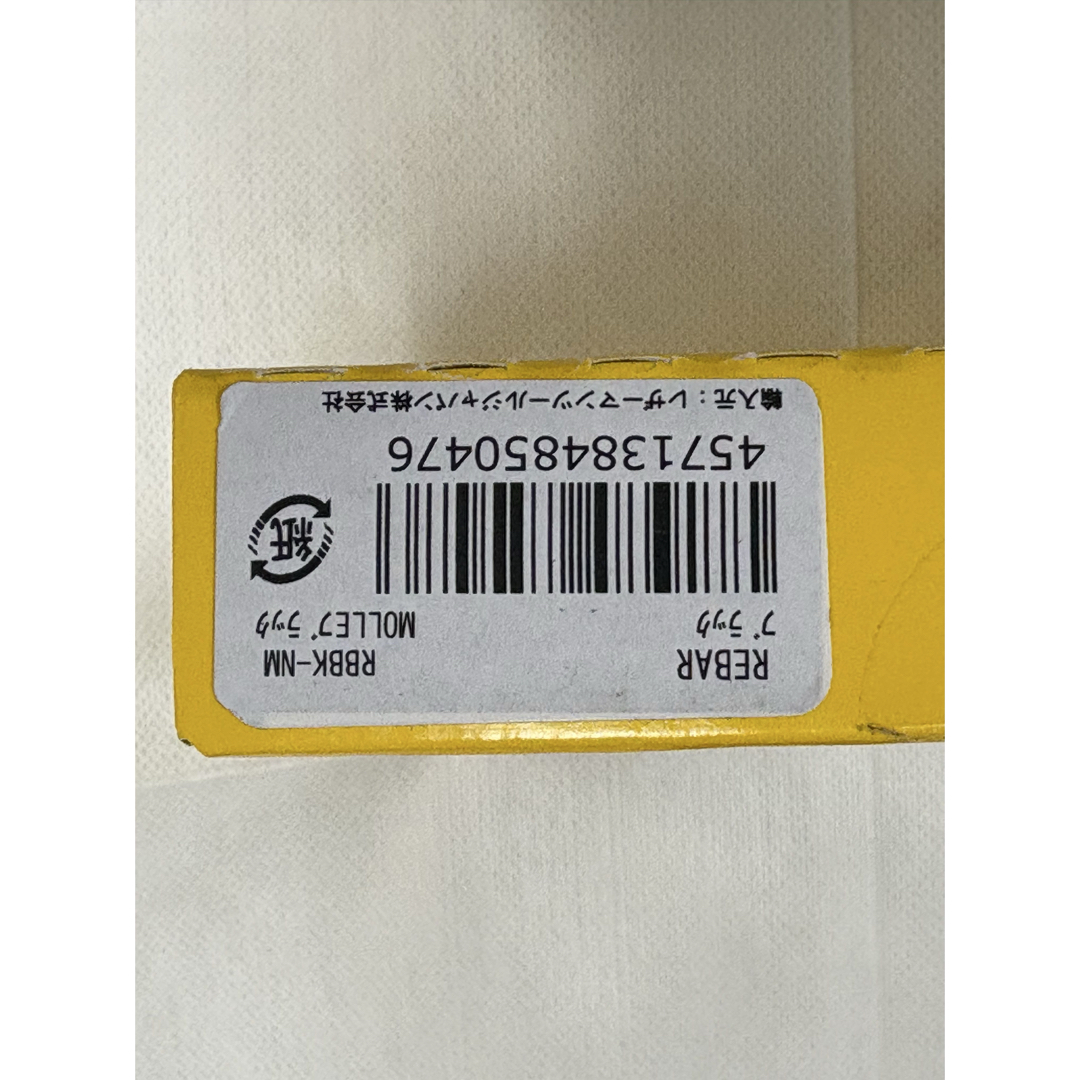 REBAR RBBK-NM
ブラック MOLLEブラック
紙
4571384850476
輸入元：レザーマンツールジャパン株式会社